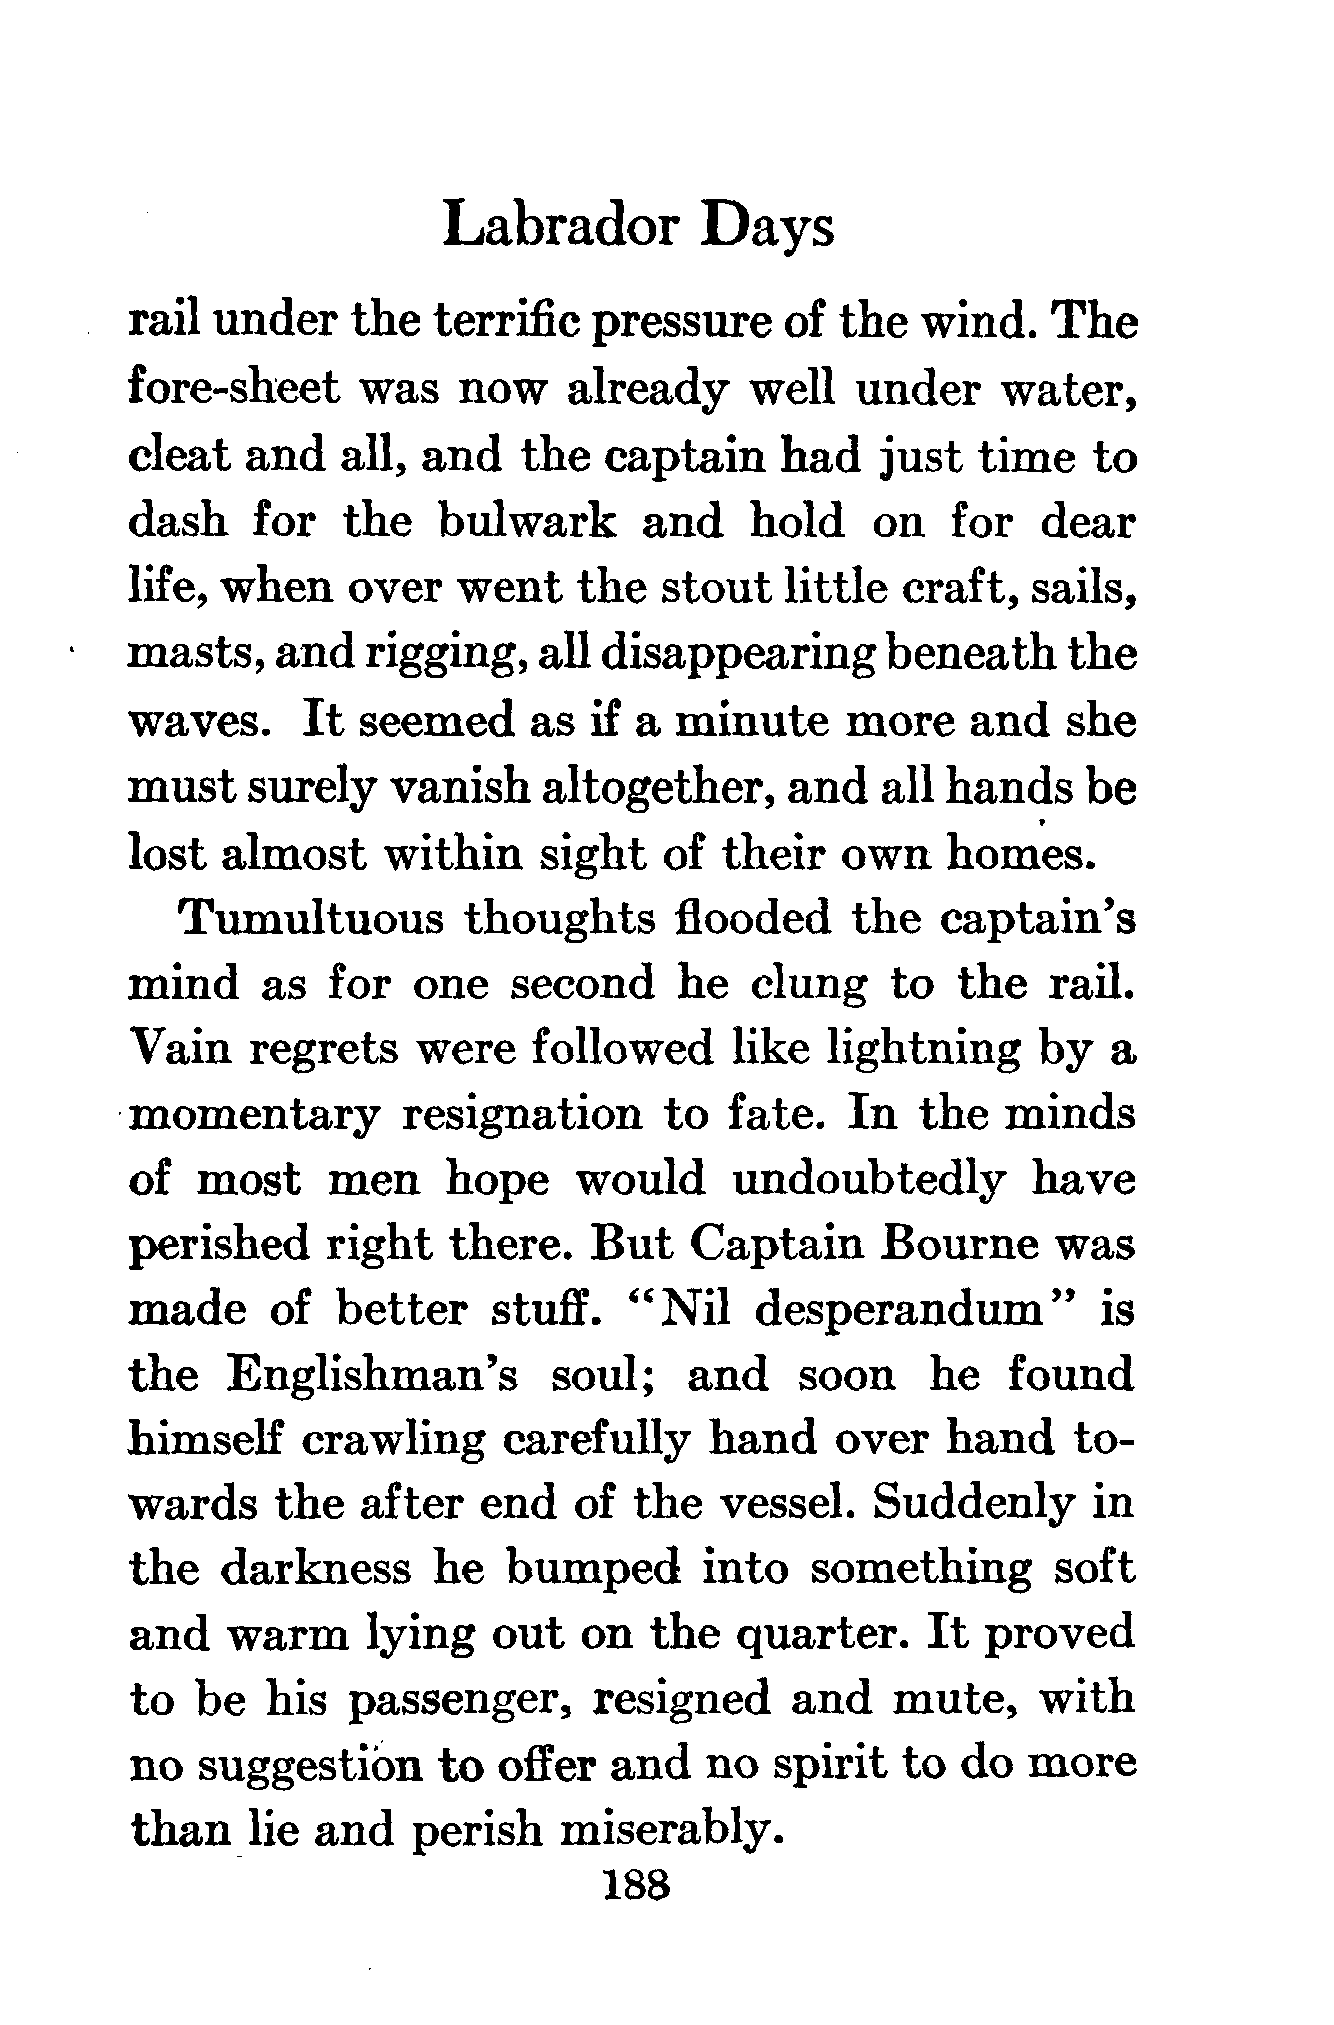 Labrador Days
rail under the terrific pressure of the wind. The
fore-sheet was now already well under water,
cleat and all, and the captain had just time to
dash for the bulwark and hold on for dear
life, when over went the stout little craft, sails,
masts, and rigging, all disappearing beneath the
waves. It seemed as if a minute more and she
must surely vanish altogether, and all hands be
lost almost within sight of their own homes.
Tumultuous thoughts flooded the captain's
mind as for one second he clung to the rail.
Vain regrets were followed like lightning by a
momentary resignation to fate. In the minds
of most men hope would undoubtedly have
perished right there. But Captain Bourne was
made of better stuff. “Nil desperandum” is
the Englishman's soul; and soon he found
himself crawling carefully hand over hand to-
wards the after end of the vessel. Suddenly in
the darkness he bumped into something soft
and warm lying out on the quarter. It proved
to be his passenger, resigned and mute, with
no suggestion to offer and no spirit to do more
than lie and perish miserably.
188